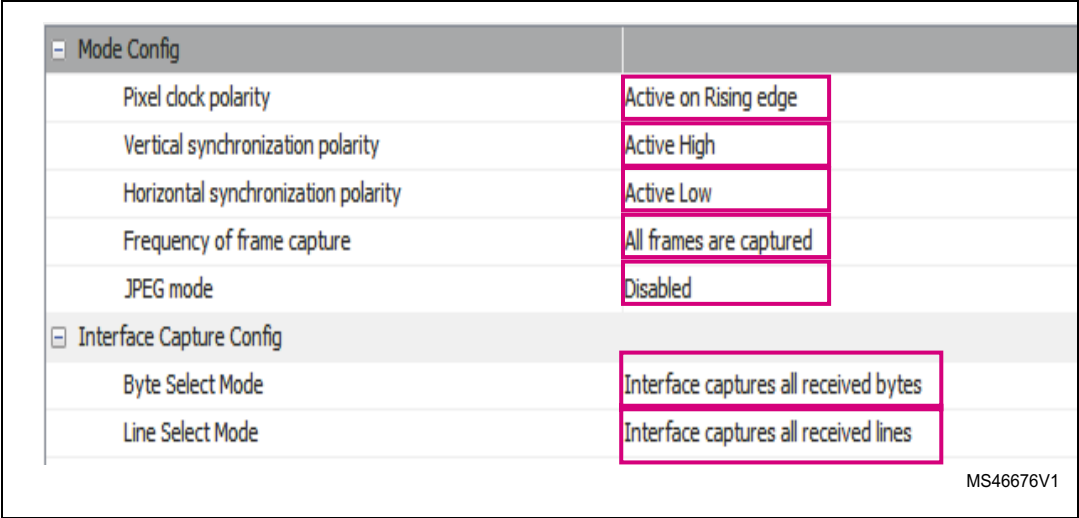 Mode Config
Pixel clock polarity Active on Rising edge
Vertical synchronization polarity Active High
Horizontal synchronization polarity Active Low
Frequency of frame capture All frames are captured
JPEG mode Disabled
Interface Capture Config
Byte Select Mode Interface captures all received bytes
Line Select Mode Interface captures all received lines
MS46676V1